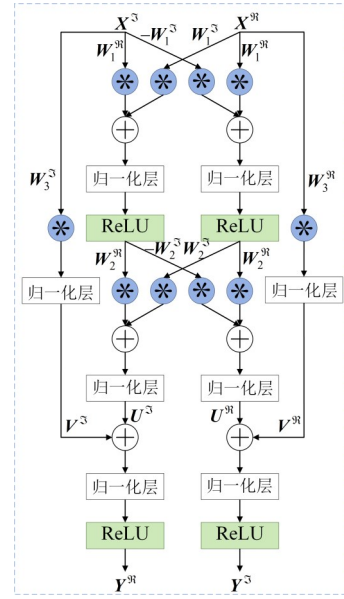 X^ℑ X^ℜ
W_1^ℜ −W_1^ℑ W_1^ℑ W_1^ℜ
* * * *
+ +
归一化层 归一化层
W_3^ℑ W_3^ℜ
ReLU ReLU
* *
W_2^ℜ −W_2^ℑ W_2^ℑ W_2^ℜ
归一化层 * * * * 归一化层
+ +
归一化层 归一化层
U^ℑ U^ℜ
V^ℑ + + V^ℜ
归一化层 归一化层
ReLU ReLU
Y^ℜ Y^ℑ